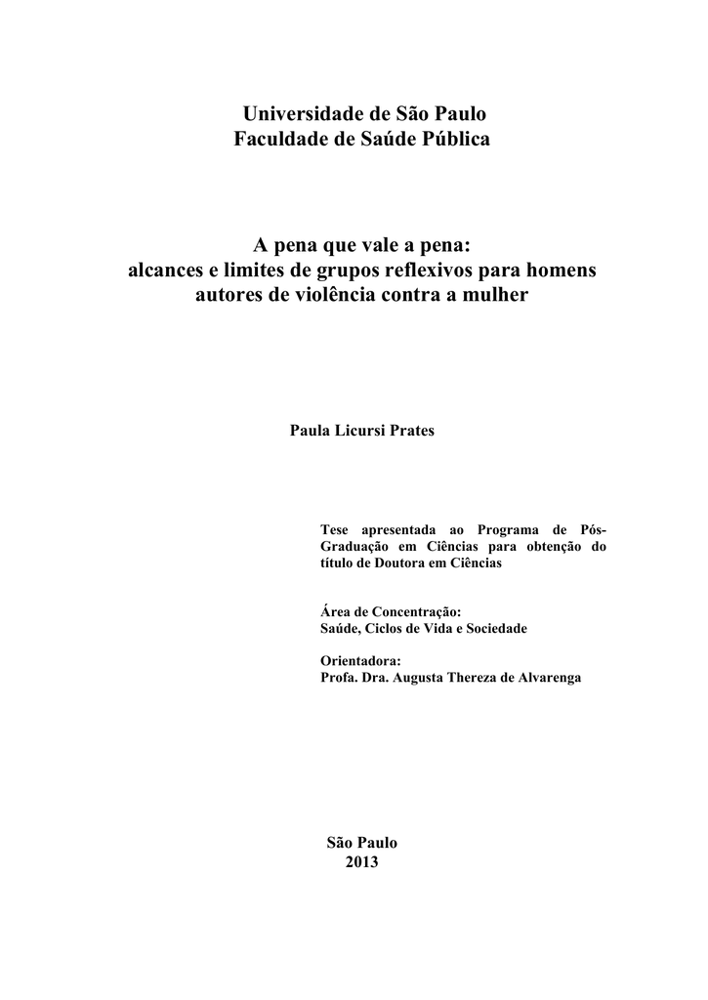 Universidade de São Paulo
Faculdade de Saúde Pública
A pena que vale a pena:
alcances e limites de grupos reflexivos para homens
autores de violência contra a mulher
Paula Licursi Prates
Tese apresentada ao Programa de Pós-
Graduação em Ciências para obtenção do
título de Doutora em Ciências
Área de Concentração:
Saúde, Ciclos de Vida e Sociedade
Orientadora:
Profa. Dra. Augusta Thereza de Alvarenga
São Paulo
2013